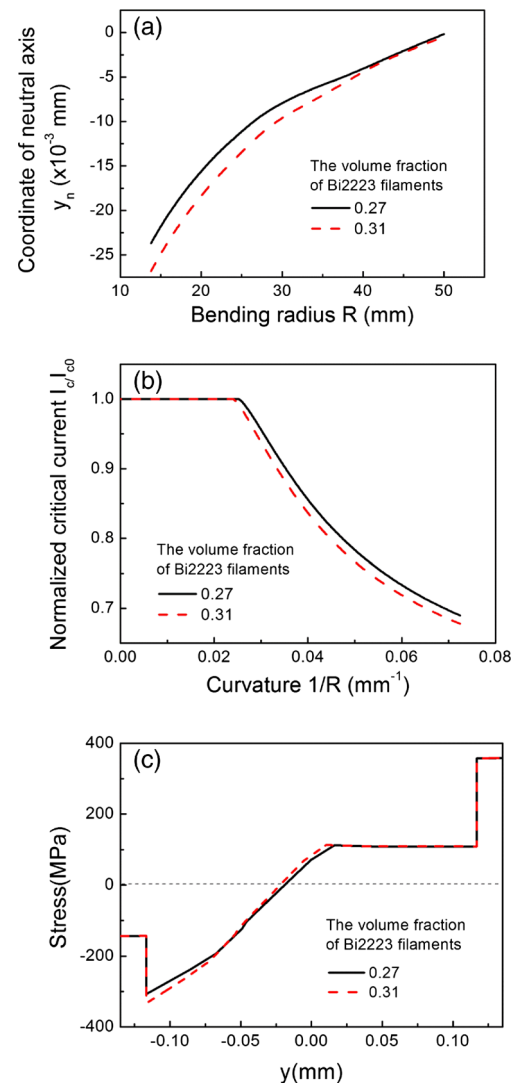 (a)
0
-5
-10
-15
-20
-25
Coordinate of neutral axis
yn (x10-3 mm)
The volume fraction
of Bi2223 filaments
0.27
0.31
10 20 30 40 50
Bending radius R (mm)
(b)
1.0
0.9
0.8
0.7
Normalized critical current Ic/Ic0
The volume fraction
of Bi2223 filaments
0.27
0.31
0.00 0.02 0.04 0.06 0.08
Curvature 1/R (mm-1)
(c)
400
200
0
-200
-400
Stress(MPa)
The volume fraction
of Bi2223 filaments
0.27
0.31
-0.10 -0.05 0.00 0.05 0.10
y(mm)